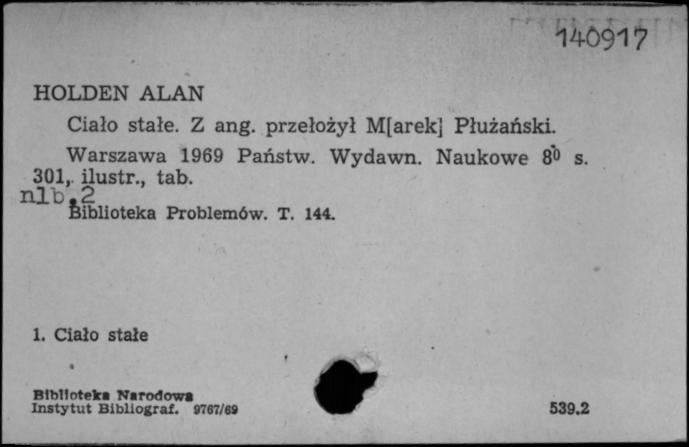 140917
HOLDEN ALAN
Ciało stałe. Z ang. przełożył M[arek] Płużański.
Warszawa 1969 Państw. Wydawn. Naukowe 8⁰ s.
301, ilustr., tab.
nlb.2
Biblioteka Problemów. T. 144.
1. Ciało stałe
Biblioteka Narodowa
Instytut Bibliograf. 9767/69
539.2